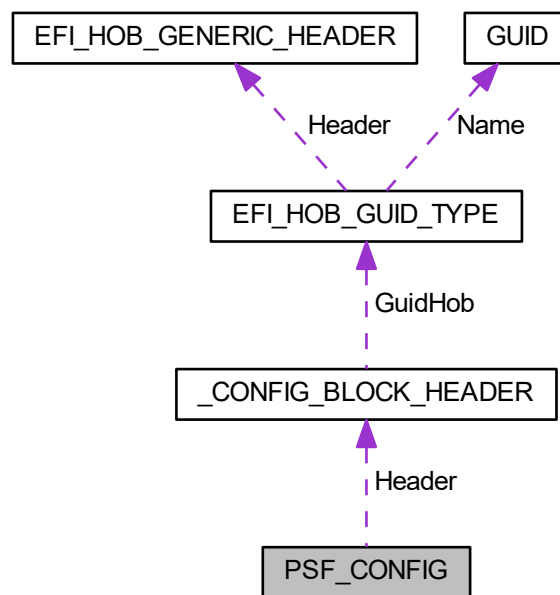 EFI_HOB_GENERIC_HEADER
GUID
Header
Name
EFI_HOB_GUID_TYPE
GuidHob
_CONFIG_BLOCK_HEADER
Header
PSF_CONFIG